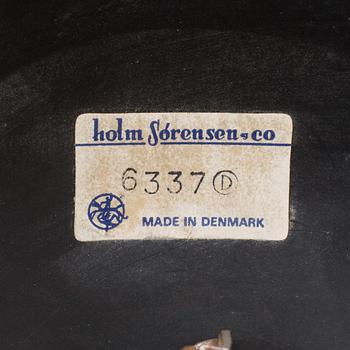 holm Sørensen & co
6337 Ⓓ
MADE IN DENMARK